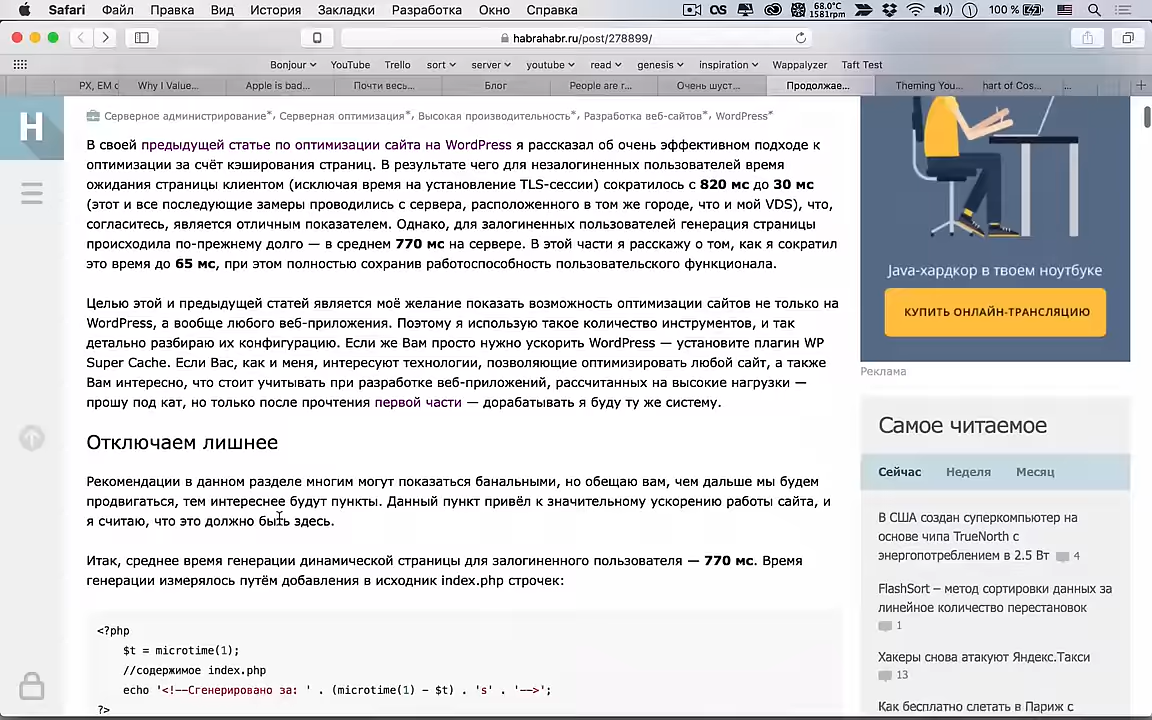 Safari Файл Правка Вид История Закладки Разработка Окно Справка 68.0°C 1581rpm 100 %
habrahabr.ru/post/278899/
Bonjour YouTube Trello sort server youtube read genesis inspiration Wappalyzer Taft Test
PX, EM Why I Value... Apple is bad... Почти весь... Блог People are r... Очень шуст... Продолжае... Theming You... hart of Cos... ...
H
Серверное администрирование*, Серверная оптимизация*, Высокая производительность*, Разработка веб-сайтов*, WordPress*
В своей предыдущей статье по оптимизации сайта на WordPress я рассказал об очень эффективном подходе к
оптимизации за счёт кэширования страниц. В результате чего для незалогиненных пользователей время
ожидания страницы клиентом (исключая время на установление TLS-сессии) сократилось с 820 мс до 30 мс
(этот и все последующие замеры проводились с сервера, расположенного в том же городе, что и мой VDS), что,
согласитесь, является отличным показателем. Однако, для залогиненных пользователей генерация страницы
происходила по-прежнему долго — в среднем 770 мс на сервере. В этой части я расскажу о том, как я сократил
это время до 65 мс, при этом полностью сохранив работоспособность пользовательского функционала.
Целью этой и предыдущей статей является моё желание показать возможность оптимизации сайтов не только на
WordPress, а вообще любого веб-приложения. Поэтому я использую такое количество инструментов, и так
детально разбираю их конфигурацию. Если же Вам просто нужно ускорить WordPress — установите плагин WP
Super Cache. Если Вас, как и меня, интересуют технологии, позволяющие оптимизировать любой сайт, а также
Вам интересно, что стоит учитывать при разработке веб-приложений, рассчитанных на высокие нагрузки —
прошу под кат, но только после прочтения первой части — дорабатывать я буду ту же систему.
Отключаем лишнее
Рекомендации в данном разделе многим могут показаться банальными, но обещаю вам, чем дальше мы будем
продвигаться, тем интереснее будут пункты. Данный пункт привёл к значительному ускорению работы сайта, и
я считаю, что это должно быть здесь.
Итак, среднее время генерации динамической страницы для залогиненного пользователя — 770 мс. Время
генерации измерялось путём добавления в исходник index.php строчек:
<?php
$t = microtime(1);
//содержимое index.php
echo '<!--Сгенерировано за: ' . (microtime(1) - $t) . 's' . '-->';
?>
Java-хардкор в твоем ноутбуке
КУПИТЬ ОНЛАЙН-ТРАНСЛЯЦИЮ
Реклама
Самое читаемое
Сейчас Неделя Месяц
В США создан суперкомпьютер на
основе чипа TrueNorth с
энергопотреблением в 2.5 Вт 4
FlashSort – метод сортировки данных за
линейное количество перестановок
1
Хакеры снова атакуют Яндекс.Такси
13
Как бесплатно слетать в Париж с